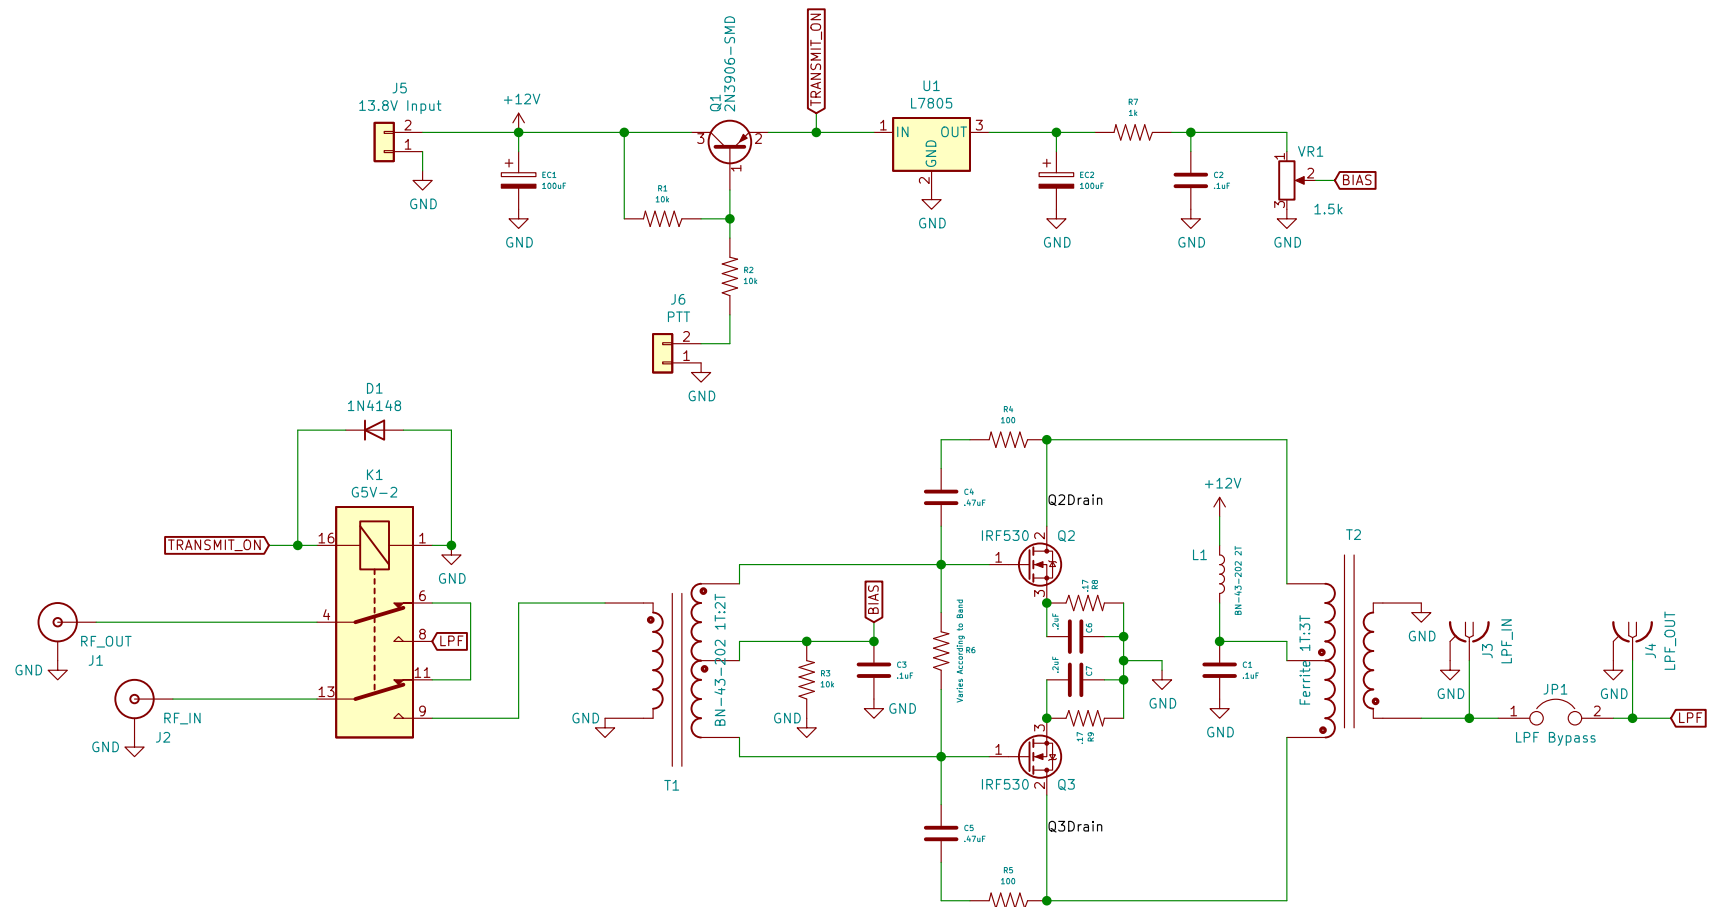 J5
13.8V Input
2
1
GND
+12V
+
EC1
100uF
GND
R1
10k
Q1
2N3906-SMD
3
2
1
R2
10k
J6
PTT
2
1
GND
TRANSMIT_ON
U1
L7805
1
IN
OUT
3
GND
2
GND
+
EC2
100uF
GND
R7
1k
C2
.1uF
GND
VR1
1
2
3
1.5k
BIAS
GND
D1
1N4148
K1
G5V-2
TRANSMIT_ON
16
1
GND
4
6
8
LPF
11
13
9
RF_OUT
J1
GND
RF_IN
J2
GND
GND
T1
BN-43-202 1T:2T
BIAS
R3
10k
GND
C3
.1uF
GND
R4
100
C4
.47uF
R6
Varies According to Band
C5
.47uF
R5
100
Q2Drain
IRF530
Q2
1
2
3
.17
R8
.2uF
C6
.2uF
C7
.17
R9
GND
3
1
2
IRF530
Q3
Q3Drain
+12V
L1
BN-43-202 2T
C1
.1uF
GND
T2
Ferrite 1T:3T
GND
J3
LPF_IN
GND
JP1
1
2
LPF Bypass
J4
LPF_OUT
GND
LPF